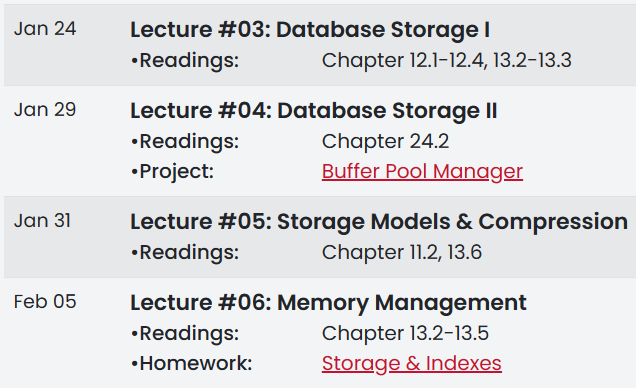 Jan 24 Lecture #03: Database Storage I
•Readings: Chapter 12.1-12.4, 13.2-13.3
Jan 29 Lecture #04: Database Storage II
•Readings: Chapter 24.2
•Project: Buffer Pool Manager
Jan 31 Lecture #05: Storage Models & Compression
•Readings: Chapter 11.2, 13.6
Feb 05 Lecture #06: Memory Management
•Readings: Chapter 13.2-13.5
•Homework: Storage & Indexes